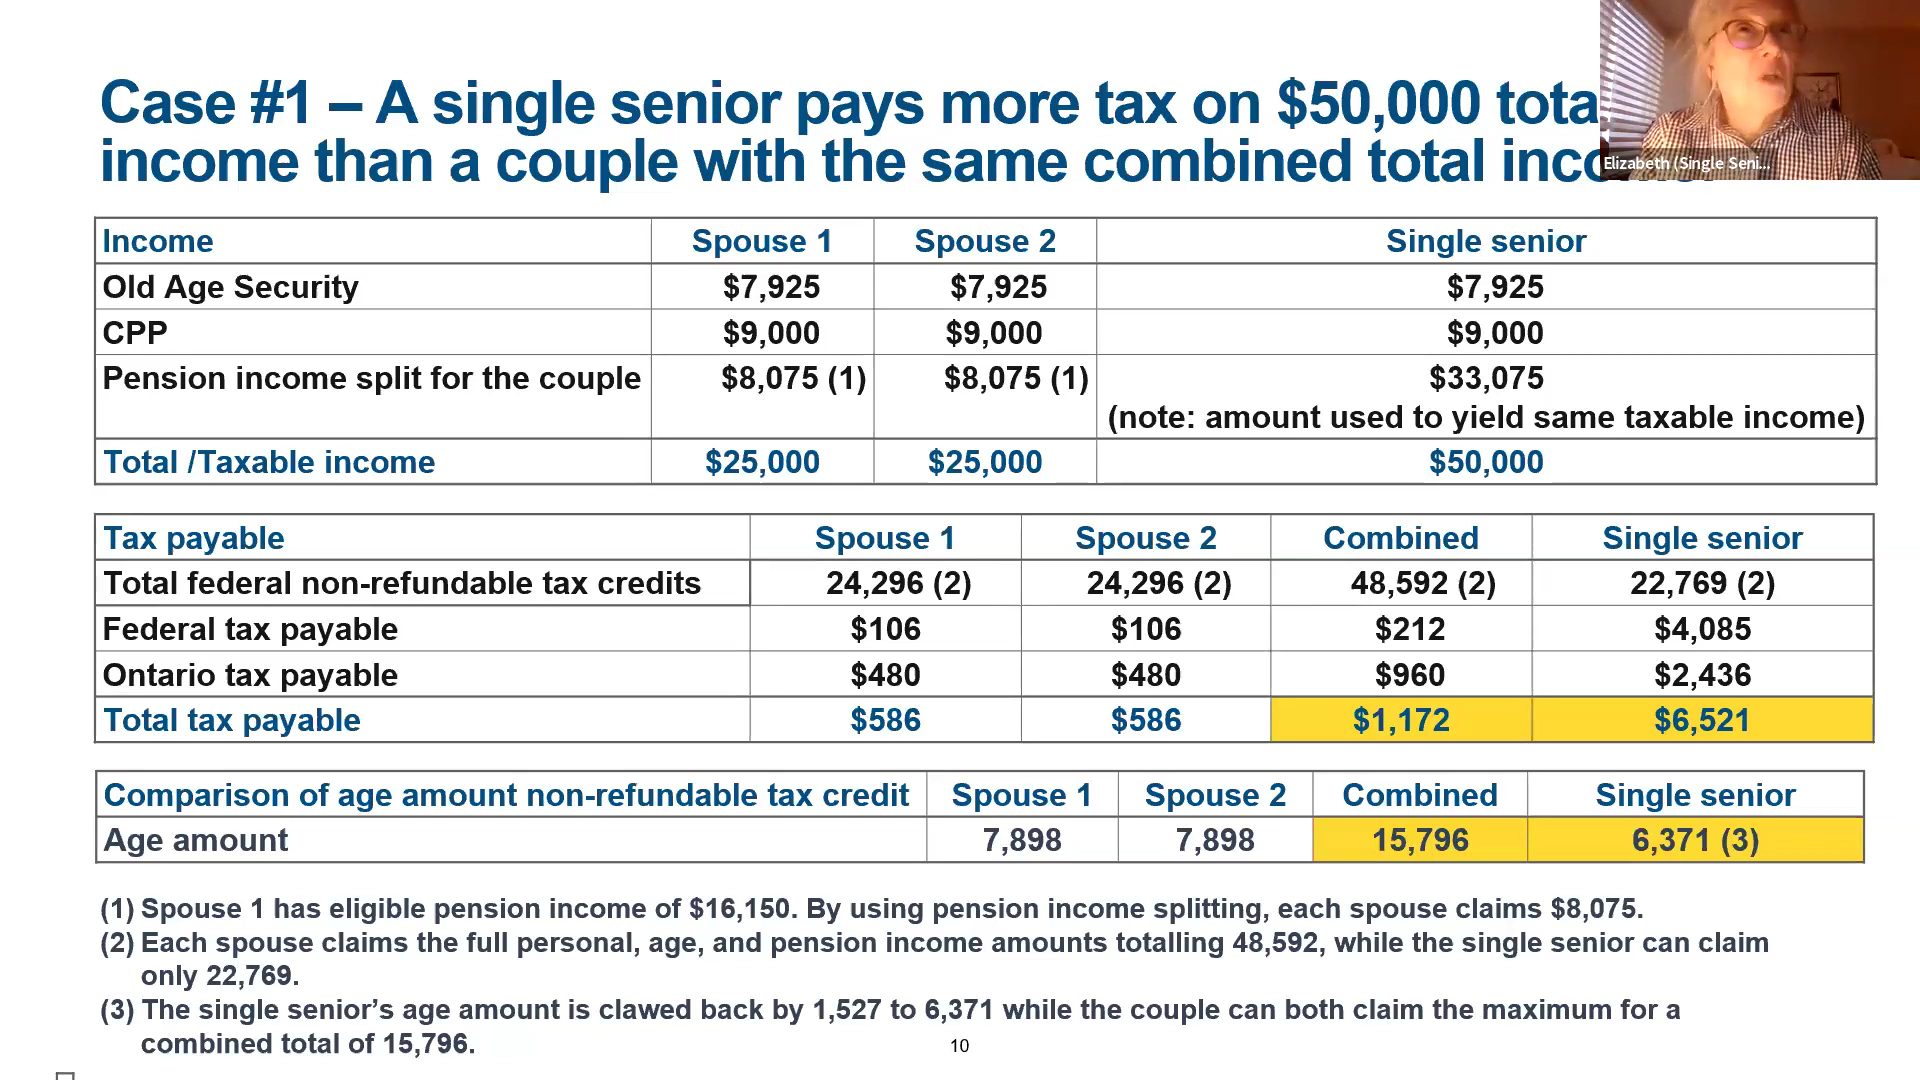 Case #1 – A single senior pays more tax on $50,000 tota
income than a couple with the same combined total inco
Elizabeth (Single Seni...
Income Spouse 1 Spouse 2 Single senior
Old Age Security $7,925 $7,925 $7,925
CPP $9,000 $9,000 $9,000
Pension income split for the couple $8,075 (1) $8,075 (1) $33,075
(note: amount used to yield same taxable income)
Total /Taxable income $25,000 $25,000 $50,000
Tax payable Spouse 1 Spouse 2 Combined Single senior
Total federal non-refundable tax credits 24,296 (2) 24,296 (2) 48,592 (2) 22,769 (2)
Federal tax payable $106 $106 $212 $4,085
Ontario tax payable $480 $480 $960 $2,436
Total tax payable $586 $586 $1,172 $6,521
Comparison of age amount non-refundable tax credit Spouse 1 Spouse 2 Combined Single senior
Age amount 7,898 7,898 15,796 6,371 (3)
(1) Spouse 1 has eligible pension income of $16,150. By using pension income splitting, each spouse claims $8,075.
(2) Each spouse claims the full personal, age, and pension income amounts totalling 48,592, while the single senior can claim
only 22,769.
(3) The single senior’s age amount is clawed back by 1,527 to 6,371 while the couple can both claim the maximum for a
combined total of 15,796.
10